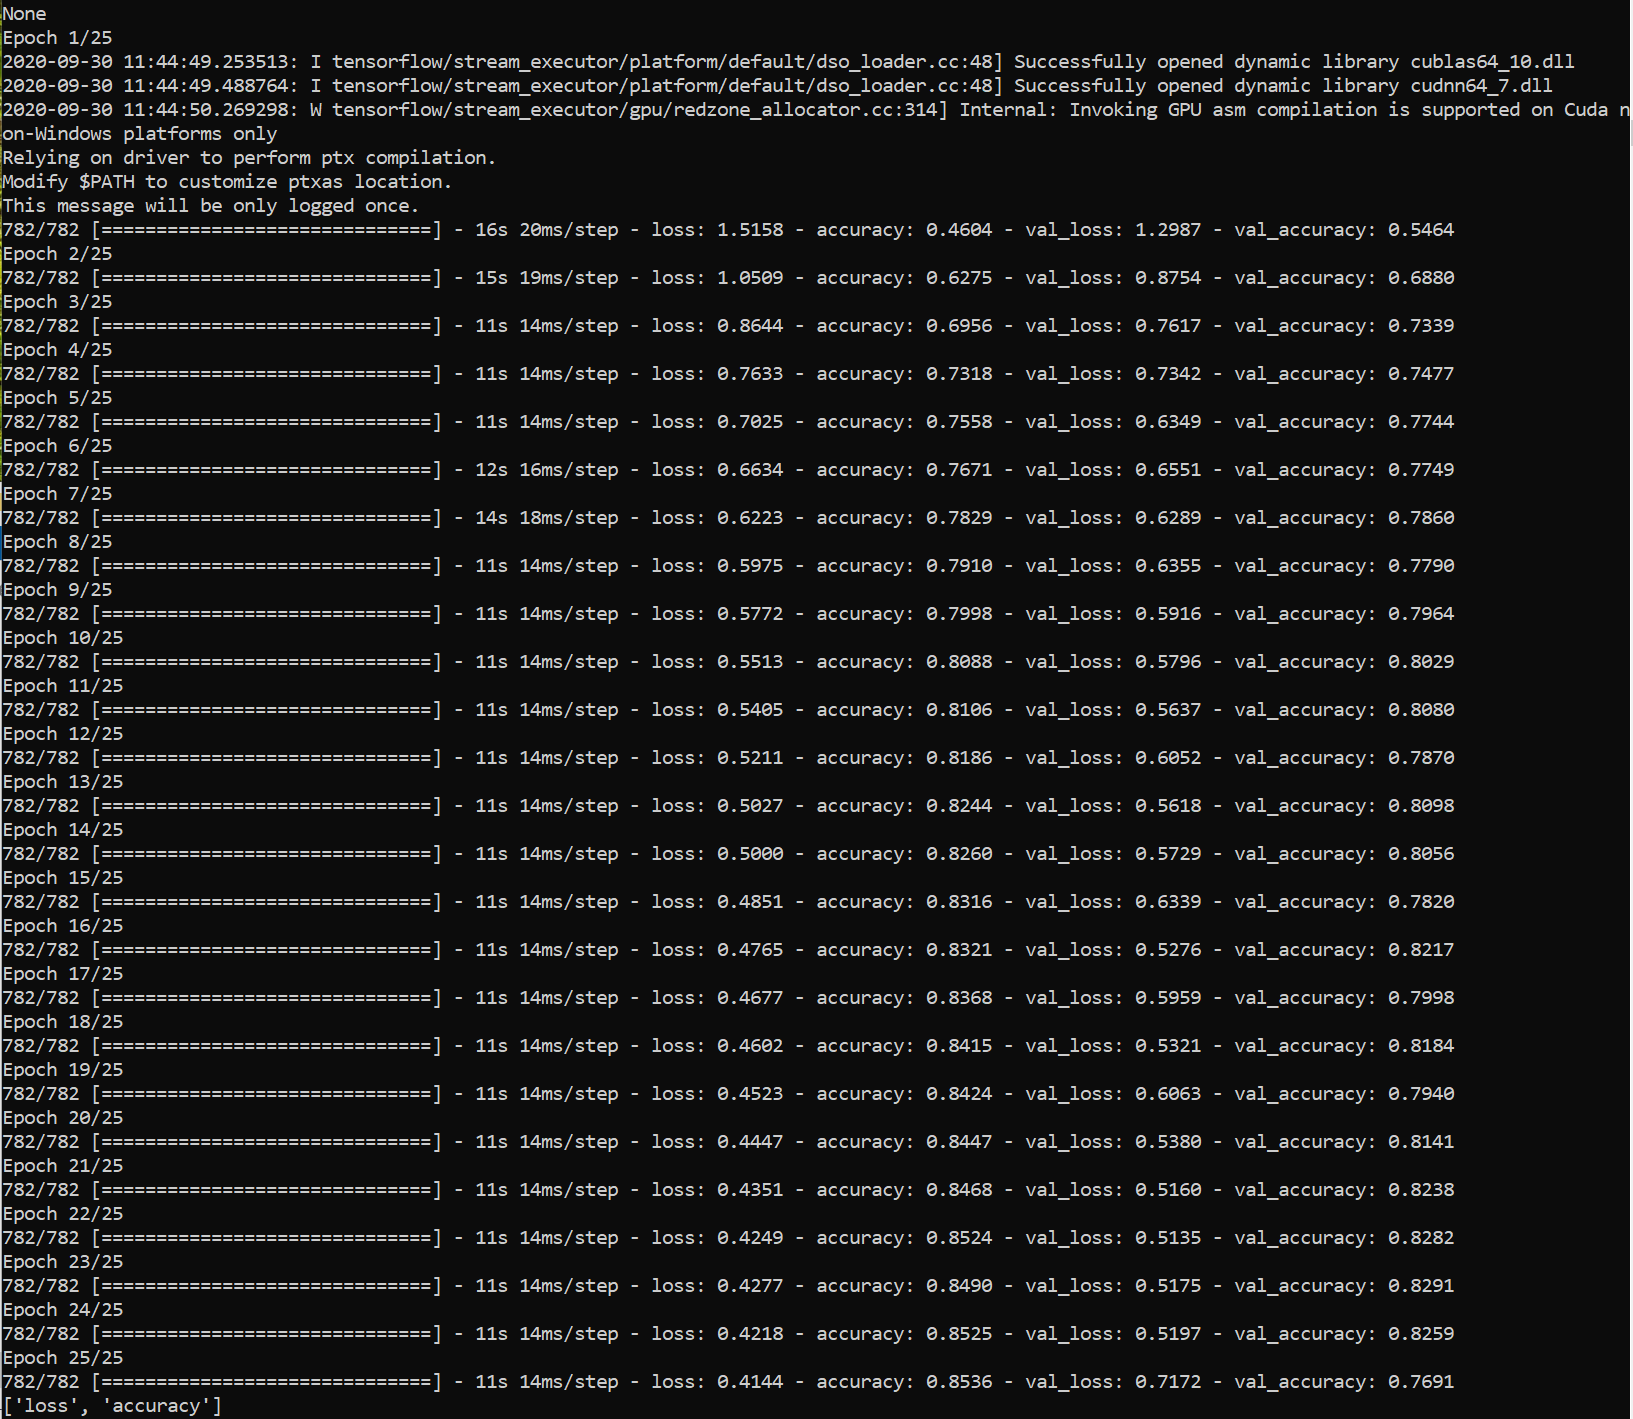 None
Epoch 1/25
2020-09-30 11:44:49.253513: I tensorflow/stream_executor/platform/default/dso_loader.cc:48] Successfully opened dynamic library cublas64_10.dll
2020-09-30 11:44:49.488764: I tensorflow/stream_executor/platform/default/dso_loader.cc:48] Successfully opened dynamic library cudnn64_7.dll
2020-09-30 11:44:50.269298: W tensorflow/stream_executor/gpu/redzone_allocator.cc:314] Internal: Invoking GPU asm compilation is supported on Cuda n
on-Windows platforms only
Relying on driver to perform ptx compilation.
Modify $PATH to customize ptxas location.
This message will be only logged once.
782/782 [==============================] - 16s 20ms/step - loss: 1.5158 - accuracy: 0.4604 - val_loss: 1.2987 - val_accuracy: 0.5464
Epoch 2/25
782/782 [==============================] - 15s 19ms/step - loss: 1.0509 - accuracy: 0.6275 - val_loss: 0.8754 - val_accuracy: 0.6880
Epoch 3/25
782/782 [==============================] - 11s 14ms/step - loss: 0.8644 - accuracy: 0.6956 - val_loss: 0.7617 - val_accuracy: 0.7339
Epoch 4/25
782/782 [==============================] - 11s 14ms/step - loss: 0.7633 - accuracy: 0.7318 - val_loss: 0.7342 - val_accuracy: 0.7477
Epoch 5/25
782/782 [==============================] - 11s 14ms/step - loss: 0.7025 - accuracy: 0.7558 - val_loss: 0.6349 - val_accuracy: 0.7744
Epoch 6/25
782/782 [==============================] - 12s 16ms/step - loss: 0.6634 - accuracy: 0.7671 - val_loss: 0.6551 - val_accuracy: 0.7749
Epoch 7/25
782/782 [==============================] - 14s 18ms/step - loss: 0.6223 - accuracy: 0.7829 - val_loss: 0.6289 - val_accuracy: 0.7860
Epoch 8/25
782/782 [==============================] - 11s 14ms/step - loss: 0.5975 - accuracy: 0.7910 - val_loss: 0.6355 - val_accuracy: 0.7790
Epoch 9/25
782/782 [==============================] - 11s 14ms/step - loss: 0.5772 - accuracy: 0.7998 - val_loss: 0.5916 - val_accuracy: 0.7964
Epoch 10/25
782/782 [==============================] - 11s 14ms/step - loss: 0.5513 - accuracy: 0.8088 - val_loss: 0.5796 - val_accuracy: 0.8029
Epoch 11/25
782/782 [==============================] - 11s 14ms/step - loss: 0.5405 - accuracy: 0.8106 - val_loss: 0.5637 - val_accuracy: 0.8080
Epoch 12/25
782/782 [==============================] - 11s 14ms/step - loss: 0.5211 - accuracy: 0.8186 - val_loss: 0.6052 - val_accuracy: 0.7870
Epoch 13/25
782/782 [==============================] - 11s 14ms/step - loss: 0.5027 - accuracy: 0.8244 - val_loss: 0.5618 - val_accuracy: 0.8098
Epoch 14/25
782/782 [==============================] - 11s 14ms/step - loss: 0.5000 - accuracy: 0.8260 - val_loss: 0.5729 - val_accuracy: 0.8056
Epoch 15/25
782/782 [==============================] - 11s 14ms/step - loss: 0.4851 - accuracy: 0.8316 - val_loss: 0.6339 - val_accuracy: 0.7820
Epoch 16/25
782/782 [==============================] - 11s 14ms/step - loss: 0.4765 - accuracy: 0.8321 - val_loss: 0.5276 - val_accuracy: 0.8217
Epoch 17/25
782/782 [==============================] - 11s 14ms/step - loss: 0.4677 - accuracy: 0.8368 - val_loss: 0.5959 - val_accuracy: 0.7998
Epoch 18/25
782/782 [==============================] - 11s 14ms/step - loss: 0.4602 - accuracy: 0.8415 - val_loss: 0.5321 - val_accuracy: 0.8184
Epoch 19/25
782/782 [==============================] - 11s 14ms/step - loss: 0.4523 - accuracy: 0.8424 - val_loss: 0.6063 - val_accuracy: 0.7940
Epoch 20/25
782/782 [==============================] - 11s 14ms/step - loss: 0.4447 - accuracy: 0.8447 - val_loss: 0.5380 - val_accuracy: 0.8141
Epoch 21/25
782/782 [==============================] - 11s 14ms/step - loss: 0.4351 - accuracy: 0.8468 - val_loss: 0.5160 - val_accuracy: 0.8238
Epoch 22/25
782/782 [==============================] - 11s 14ms/step - loss: 0.4249 - accuracy: 0.8524 - val_loss: 0.5135 - val_accuracy: 0.8282
Epoch 23/25
782/782 [==============================] - 11s 14ms/step - loss: 0.4277 - accuracy: 0.8490 - val_loss: 0.5175 - val_accuracy: 0.8291
Epoch 24/25
782/782 [==============================] - 11s 14ms/step - loss: 0.4218 - accuracy: 0.8525 - val_loss: 0.5197 - val_accuracy: 0.8259
Epoch 25/25
782/782 [==============================] - 11s 14ms/step - loss: 0.4144 - accuracy: 0.8536 - val_loss: 0.7172 - val_accuracy: 0.7691
['loss', 'accuracy']